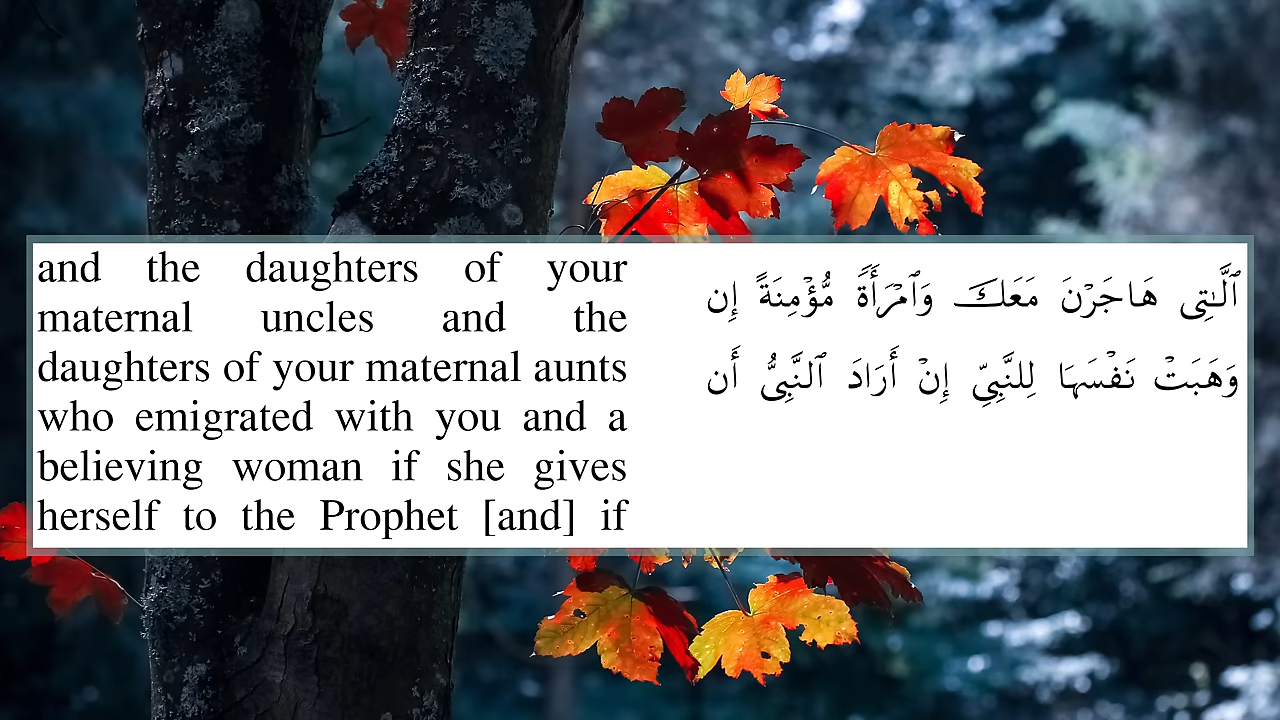 and the daughters of your
maternal uncles and the
daughters of your maternal aunts
who emigrated with you and a
believing woman if she gives
herself to the Prophet [and] if
ٱلَّـٰتِى هَاجَرْنَ مَعَكَ وَٱمْرَأَةً مُّؤْمِنَةً إِن
وَهَبَتْ نَفْسَهَا لِلنَّبِىِّ إِنْ أَرَادَ ٱلنَّبِىُّ أَن